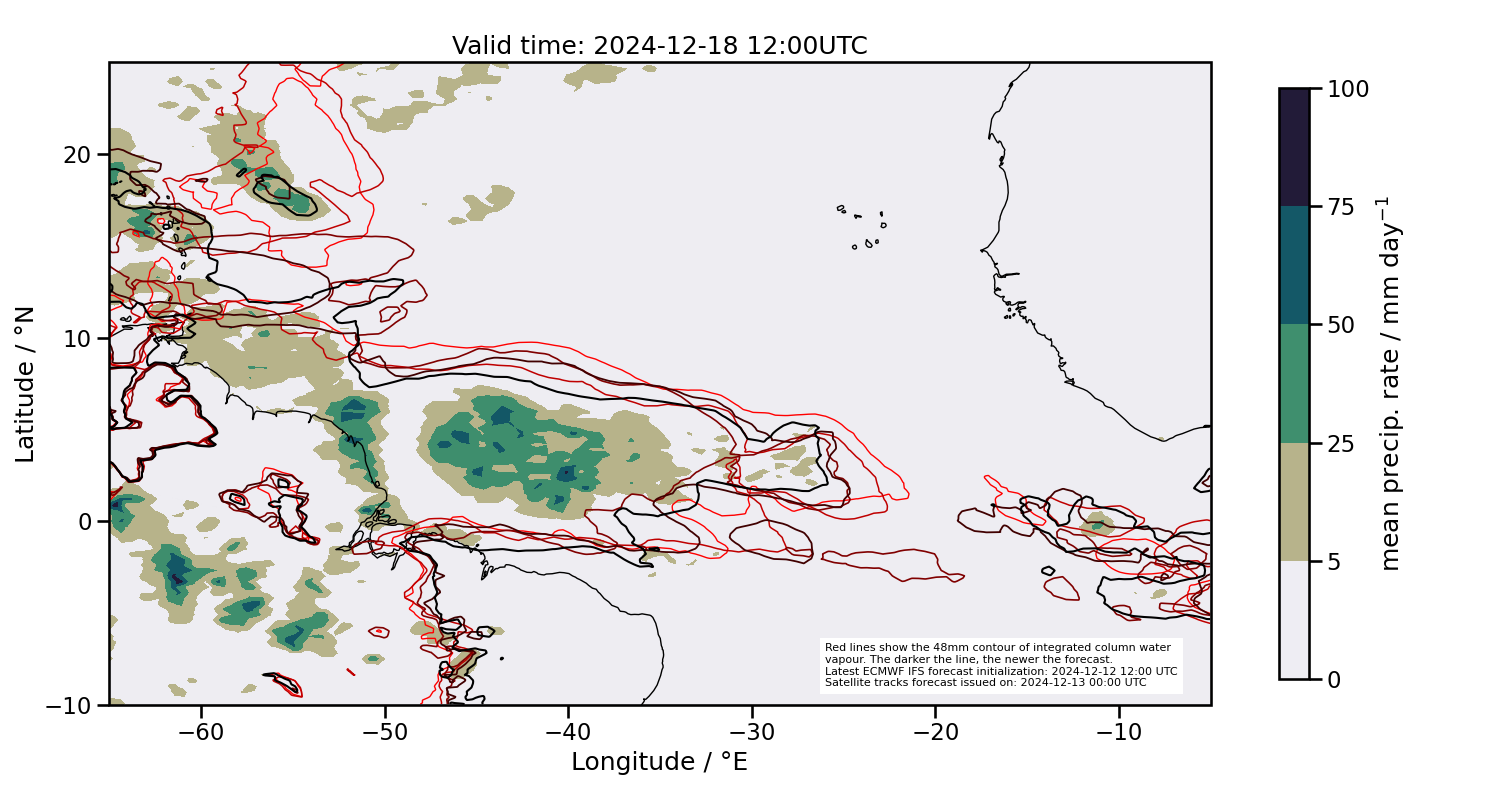 Valid time: 2024-12-18 12:00UTC
20
10
0
−10
Latitude / °N
−60
−50
−40
−30
−20
−10
Longitude / °E
Red lines show the 48mm contour of integrated column water
vapour. The darker the line, the newer the forecast.
Latest ECMWF IFS forecast initialization: 2024-12-12 12:00 UTC
Satellite tracks forecast issued on: 2024-12-13 00:00 UTC
100
75
50
25
5
0
mean precip. rate / mm day⁻¹